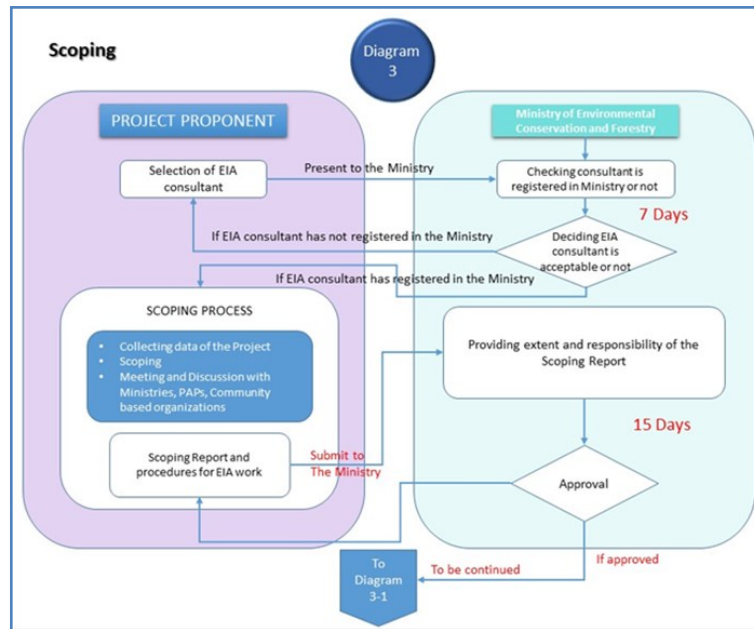 Scoping
Diagram
3
PROJECT PROPONENT
Ministry of Environmental
Conservation and Forestry
Selection of EIA
consultant
Present to the Ministry
Checking consultant is
registered in Ministry or not
7 Days
If EIA consultant has not registered in the Ministry
Deciding EIA
consultant is
acceptable or not
If EIA consultant has registered in the Ministry
SCOPING PROCESS
• Collecting data of the Project
• Scoping
• Meeting and Discussion with
Ministries, PAPs, Community
based organizations
Providing extent and responsibility of the
Scoping Report
15 Days
Scoping Report and
procedures for EIA work
Submit to
The Ministry
Approval
To
Diagram
3-1
To be continued
If approved